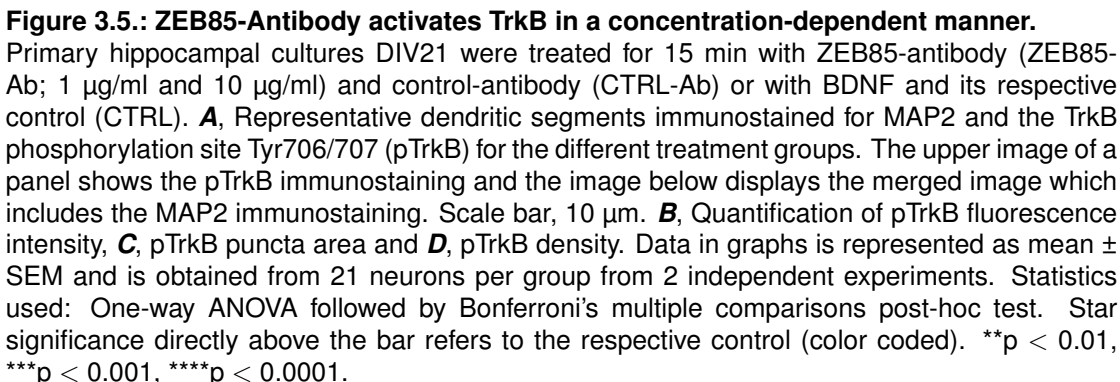 Figure 3.5.: ZEB85-Antibody activates TrkB in a concentration-dependent manner.
Primary hippocampal cultures DIV21 were treated for 15 min with ZEB85-antibody (ZEB85-
Ab; 1 µg/ml and 10 µg/ml) and control-antibody (CTRL-Ab) or with BDNF and its respective
control (CTRL). A, Representative dendritic segments immunostained for MAP2 and the TrkB
phosphorylation site Tyr706/707 (pTrkB) for the different treatment groups. The upper image of a
panel shows the pTrkB immunostaining and the image below displays the merged image which
includes the MAP2 immunostaining. Scale bar, 10 µm. B, Quantification of pTrkB fluorescence
intensity, C, pTrkB puncta area and D, pTrkB density. Data in graphs is represented as mean ±
SEM and is obtained from 21 neurons per group from 2 independent experiments. Statistics
used: One-way ANOVA followed by Bonferroni's multiple comparisons post-hoc test. Star
significance directly above the bar refers to the respective control (color coded). **p < 0.01,
***p < 0.001, ****p < 0.0001.